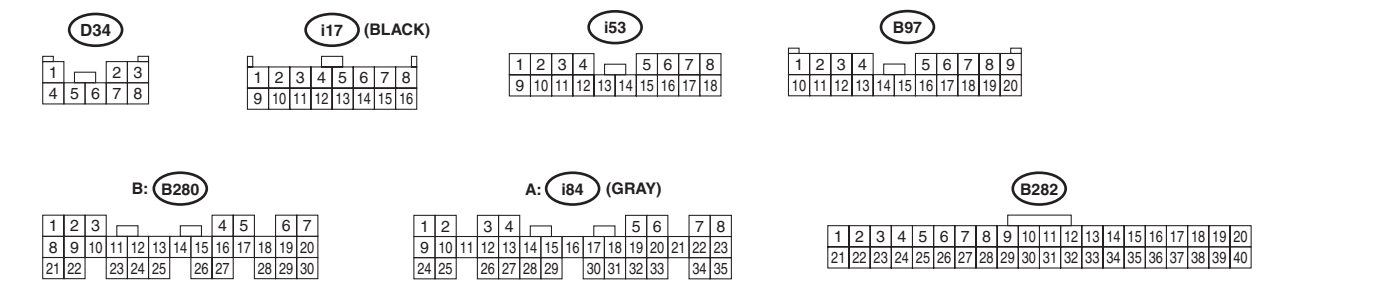 D34
i17 (BLACK)
i53
B97
1 2 3
4 5 6 7 8
1 2 3 4 5 6 7 8
9 10 11 12 13 14 15 16
1 2 3 4 5 6 7 8
9 10 11 12 13 14 15 16 17 18
1 2 3 4 5 6 7 8 9
10 11 12 13 14 15 16 17 18 19 20
B: B280
A: i84 (GRAY)
B282
1 2 3 4 5 6 7
8 9 10 11 12 13 14 15 16 17 18 19 20
21 22 23 24 25 26 27 28 29 30
1 2 3 4 5 6 7 8
9 10 11 12 13 14 15 16 17 18 19 20 21 22 23
24 25 26 27 28 29 30 31 32 33 34 35
1 2 3 4 5 6 7 8 9 10 11 12 13 14 15 16 17 18 19 20
21 22 23 24 25 26 27 28 29 30 31 32 33 34 35 36 37 38 39 40